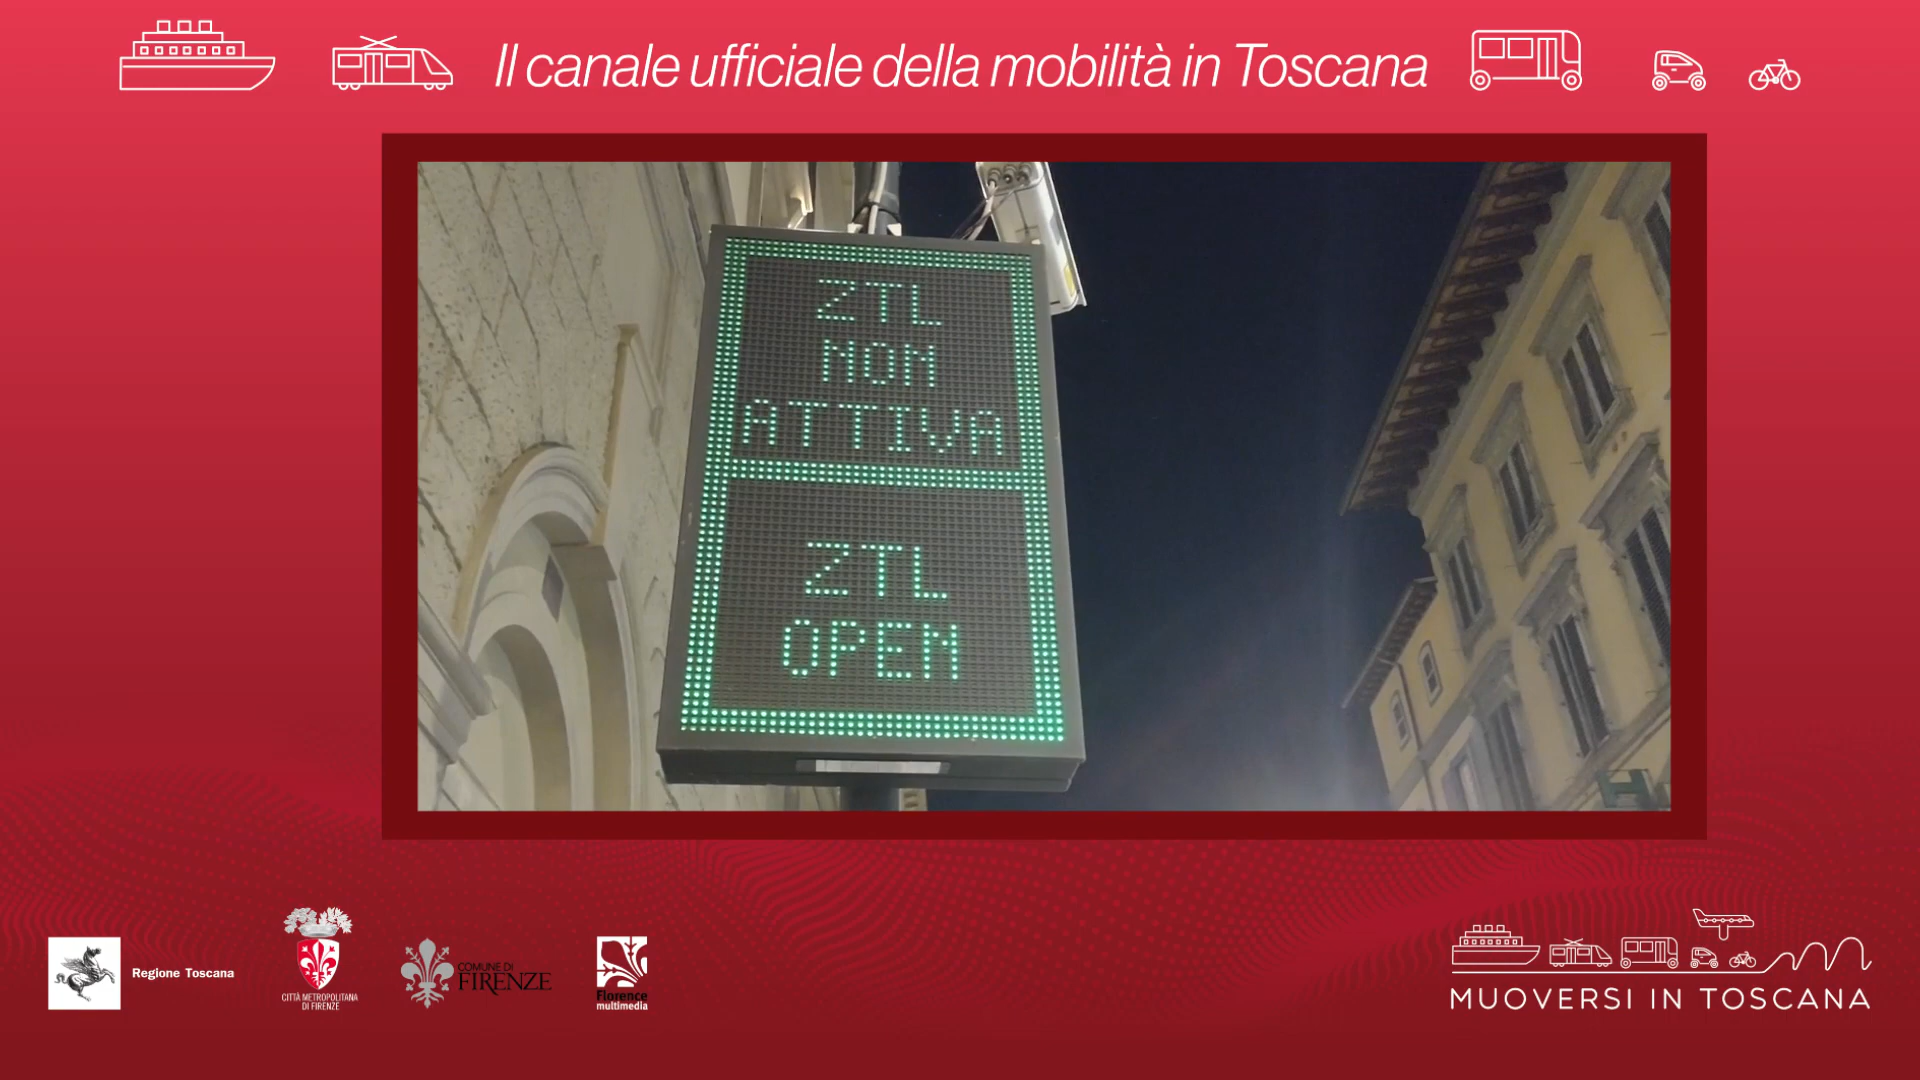 Il canale ufficiale della mobilità in Toscana
ZTL
NON
ATTIVA
ZTL
OPEN
Regione Toscana
CITTÀ METROPOLITANA
DI FIRENZE
COMUNE DI
FIRENZE
Florence
multimedia
MUOVERSI IN TOSCANA